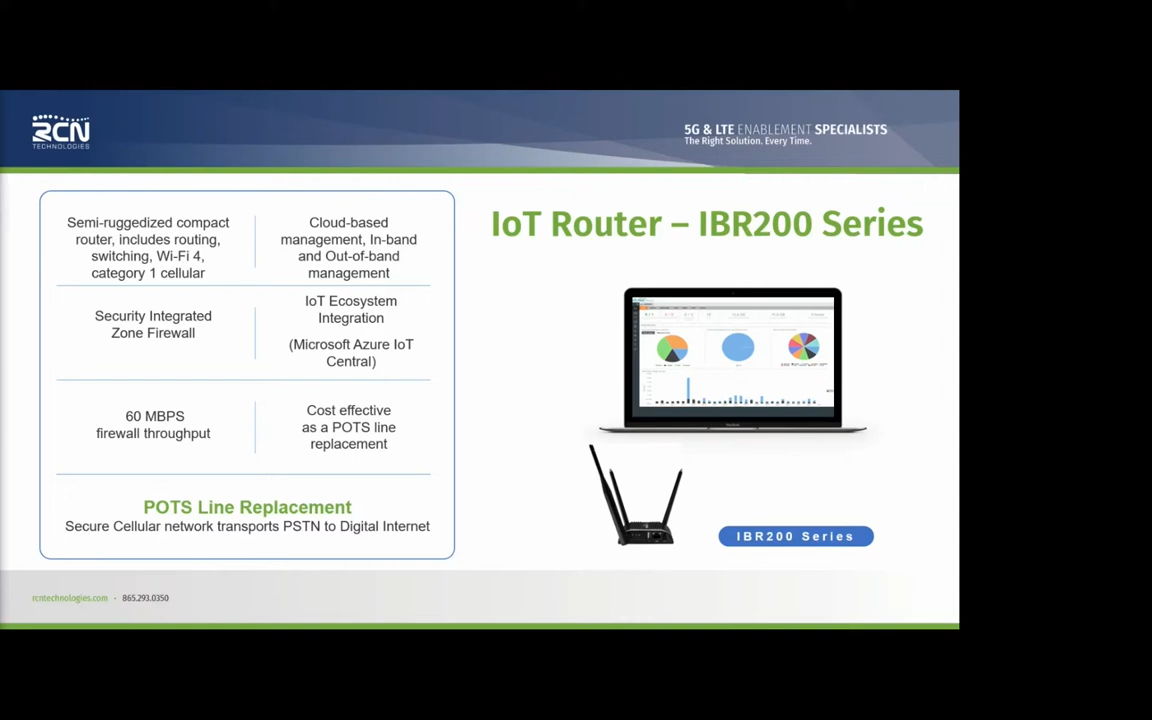 RCN
TECHNOLOGIES
5G & LTE ENABLEMENT SPECIALISTS
The Right Solution. Every Time.
IoT Router – IBR200 Series
Semi-ruggedized compact
router, includes routing,
switching, Wi-Fi 4,
category 1 cellular
Cloud-based
management, In-band
and Out-of-band
management
Security Integrated
Zone Firewall
IoT Ecosystem
Integration
(Microsoft Azure IoT
Central)
60 MBPS
firewall throughput
Cost effective
as a POTS line
replacement
POTS Line Replacement
Secure Cellular network transports PSTN to Digital Internet
IBR200 Series
rcntechnologies.com · 865.293.0350